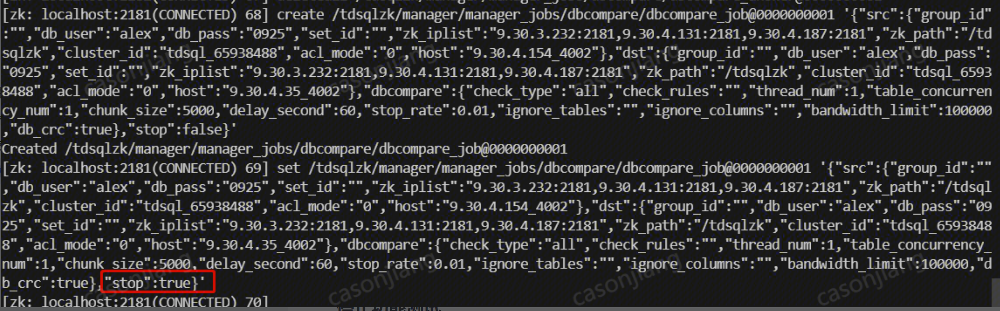 [zk: localhost:2181(CONNECTED) 68] create /tdsqlzk/manager/manager_jobs/dbcompare/dbcompare_job@0000000001 '{"src":{"group_id"
:"","db_user":"alex","db_pass":"0925","set_id":"","zk_iplist":"9.30.3.232:2181,9.30.4.131:2181,9.30.4.187:2181","zk_path":"/td
sqlzk","cluster_id":"tdsql_65938488","acl_mode":"0","host":"9.30.4.154_4002"},"dst":{"group_id":"","db_user":"alex","db_pass":
"0925","set_id":"","zk_iplist":"9.30.3.232:2181,9.30.4.131:2181,9.30.4.187:2181","zk_path":"/tdsqlzk","cluster_id":"tdsql_6593
8488","acl_mode":"0","host":"9.30.4.35_4002"},"dbcompare":{"check_type":"all","check_rules":"","thread_num":1,"table_concurren
cy_num":1,"chunk_size":5000,"delay_second":60,"stop_rate":0.01,"ignore_tables":"","ignore_columns":"","bandwidth_limit":100000
,"db_crc":true},"stop":false}'
Created /tdsqlzk/manager/manager_jobs/dbcompare/dbcompare_job@0000000001
[zk: localhost:2181(CONNECTED) 69] set /tdsqlzk/manager/manager_jobs/dbcompare/dbcompare_job@0000000001 '{"src":{"group_id":""
,"db_user":"alex","db_pass":"0925","set_id":"","zk_iplist":"9.30.3.232:2181,9.30.4.131:2181,9.30.4.187:2181","zk_path":"/tdsql
zk","cluster_id":"tdsql_65938488","acl_mode":"0","host":"9.30.4.154_4002"},"dst":{"group_id":"","db_user":"alex","db_pass":"09
25","set_id":"","zk_iplist":"9.30.3.232:2181,9.30.4.131:2181,9.30.4.187:2181","zk_path":"/tdsqlzk","cluster_id":"tdsql_6593848
8","acl_mode":"0","host":"9.30.4.35_4002"},"dbcompare":{"check_type":"all","check_rules":"","thread_num":1,"table_concurrency_
num":1,"chunk_size":5000,"delay_second":60,"stop_rate":0.01,"ignore_tables":"","ignore_columns":"","bandwidth_limit":100000,"d
b_crc":true},"stop":true}'
[zk: localhost:2181(CONNECTED) 70]
casonjiang
casonjiang
casonjiang
casonjiang
casonjiang
casonjiang
casonjiang
casonjiang